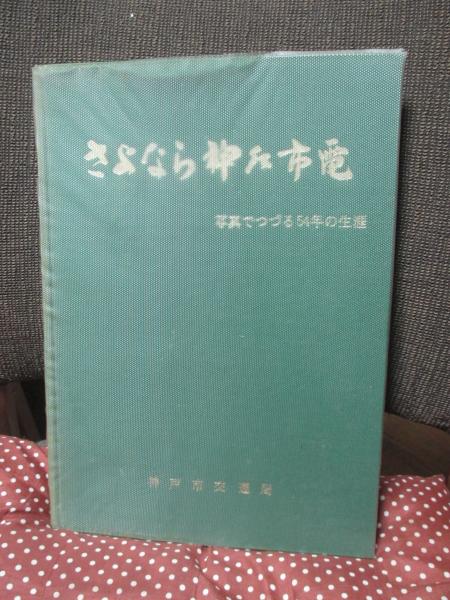 さよなら神戸市電
写真でつづる54年の生涯
神戸市交通局